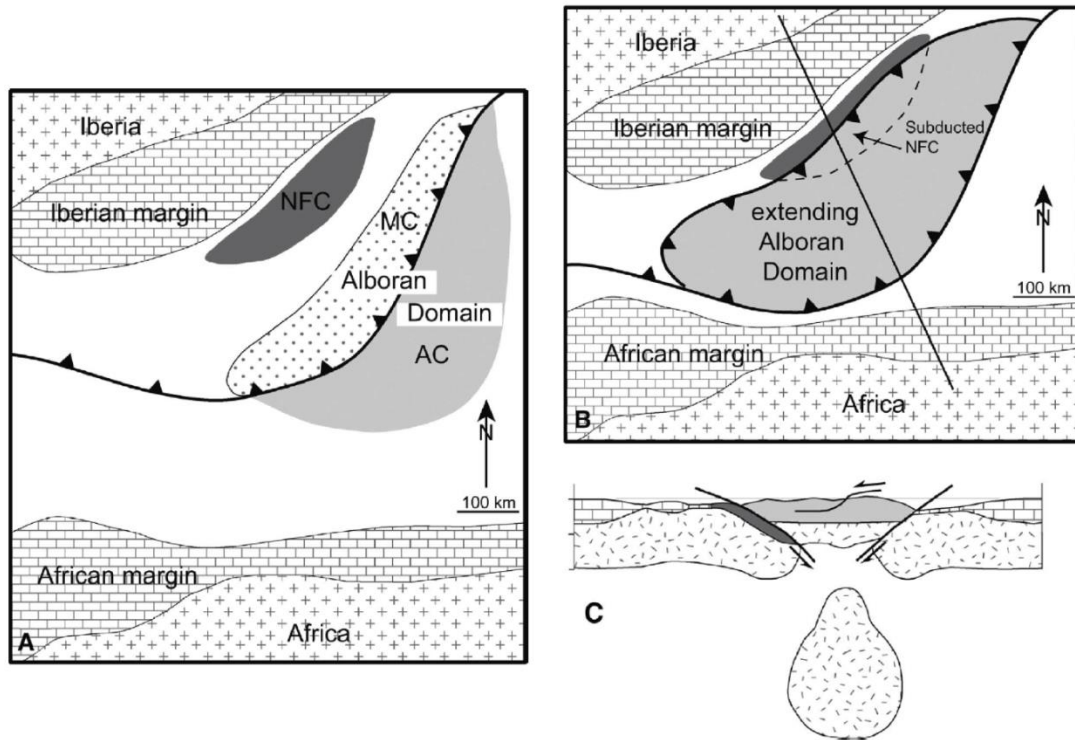 Iberia
Iberian margin
NFC
MC
Alboran
Domain
AC
N
100 km
African margin
A
Africa
Iberia
Iberian margin
Subducted
NFC
extending
Alboran
Domain
N
100 km
African margin
B
Africa
C